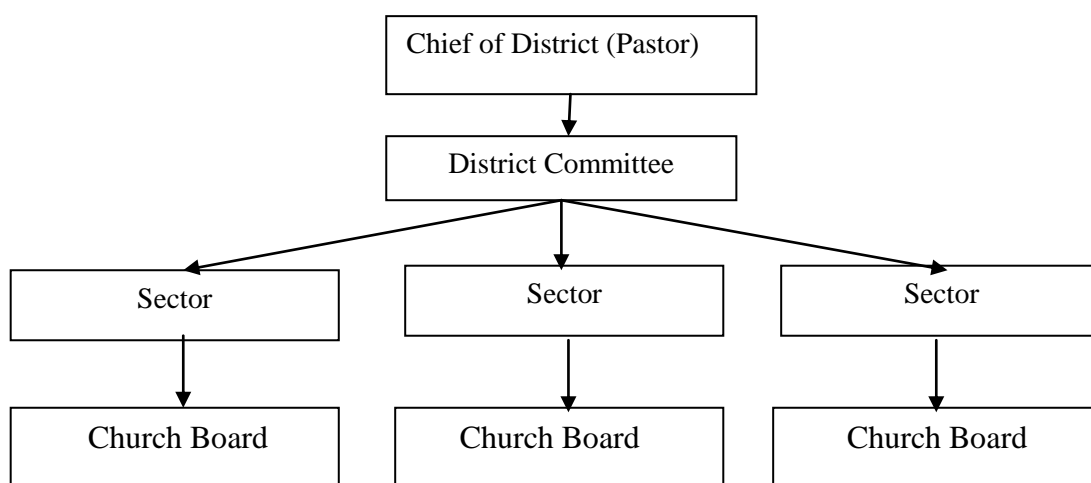 Chief of District (Pastor)
District Committee
Sector
Sector
Sector
Church Board
Church Board
Church Board